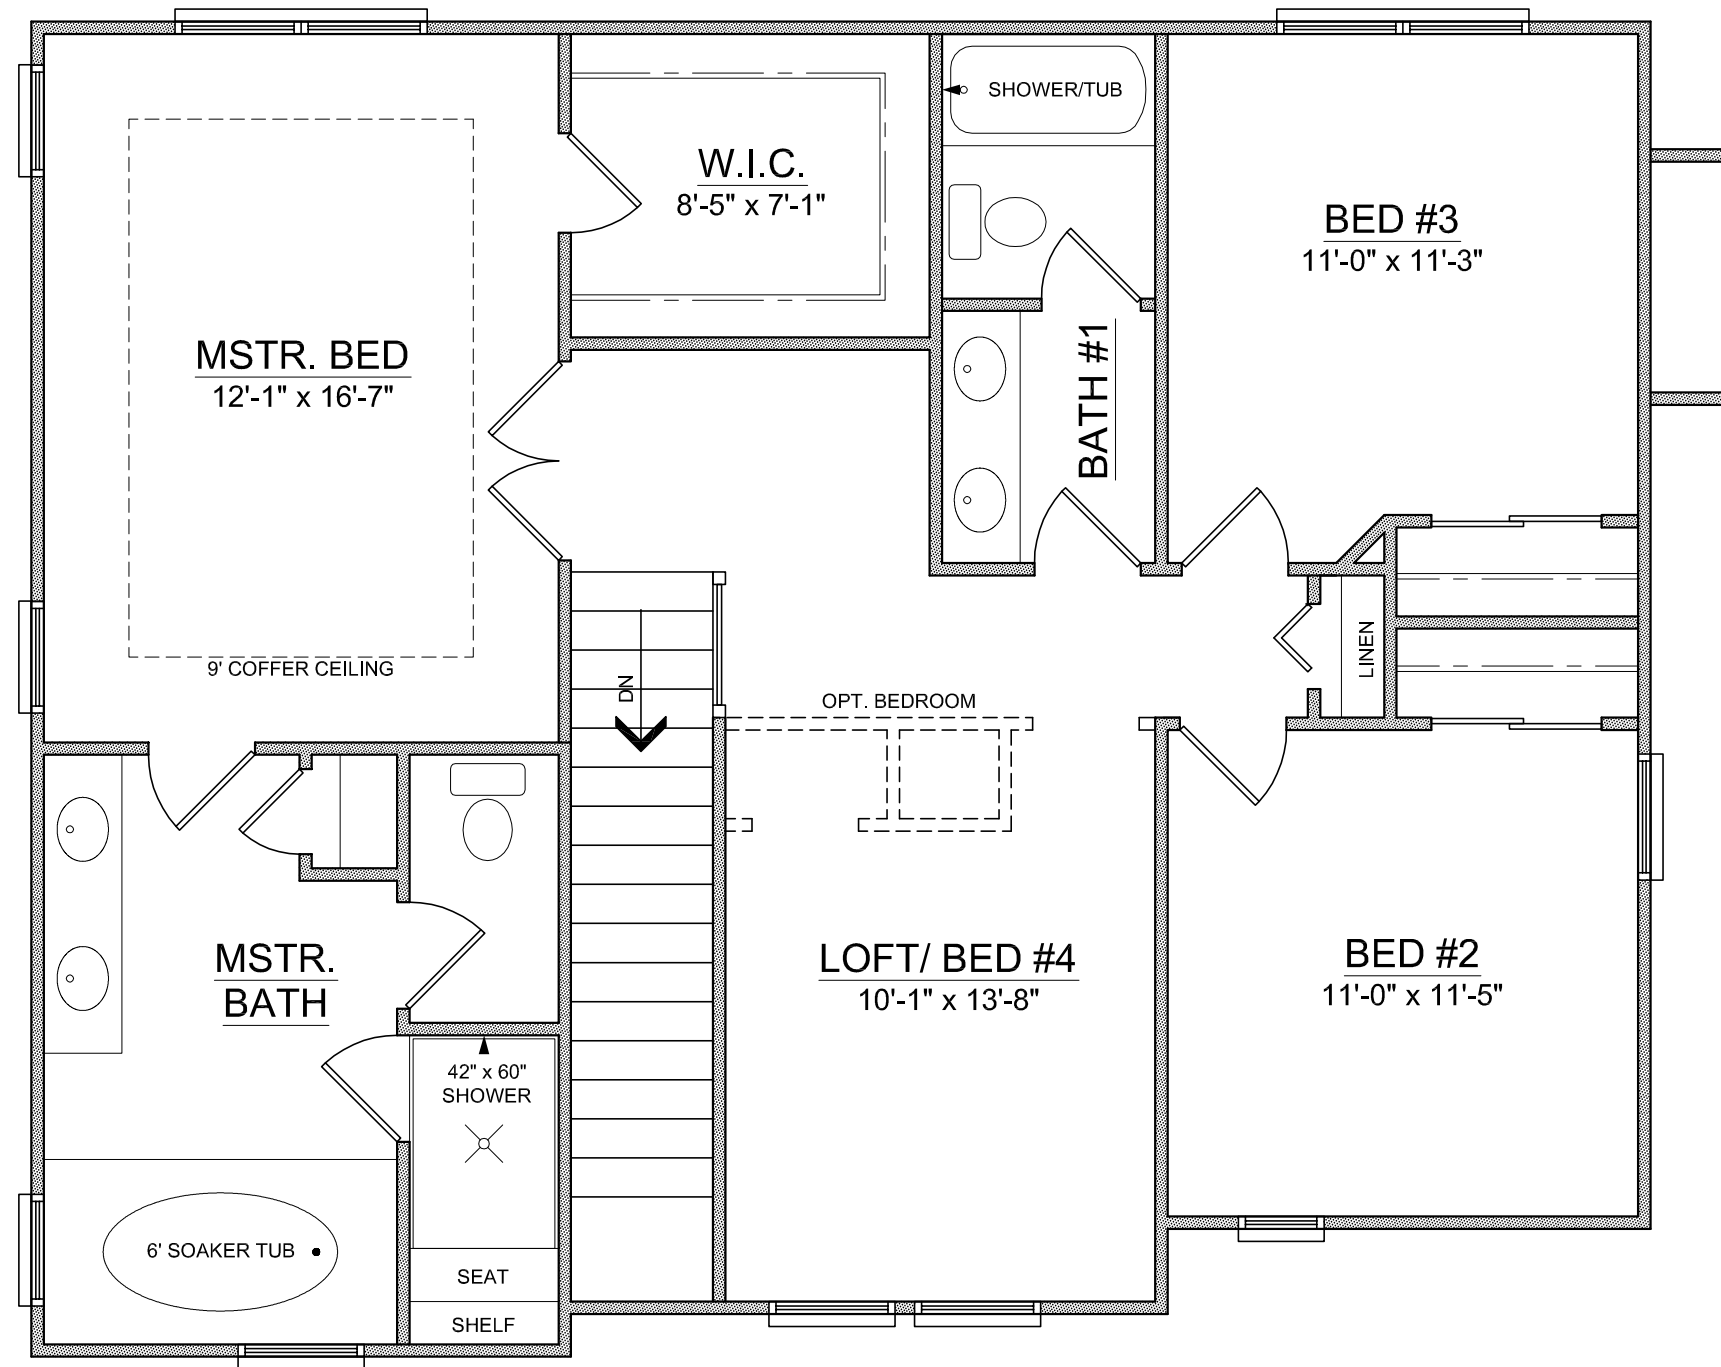 SHOWER/TUB
W.I.C.
8'-5" x 7'-1"
BED #3
11'-0" x 11'-3"
MSTR. BED
12'-1" x 16'-7"
BATH #1
9' COFFER CEILING
DN
OPT. BEDROOM
LINEN
MSTR.
BATH
LOFT/ BED #4
10'-1" x 13'-8"
BED #2
11'-0" x 11'-5"
42" x 60"
SHOWER
6' SOAKER TUB
SEAT
SHELF